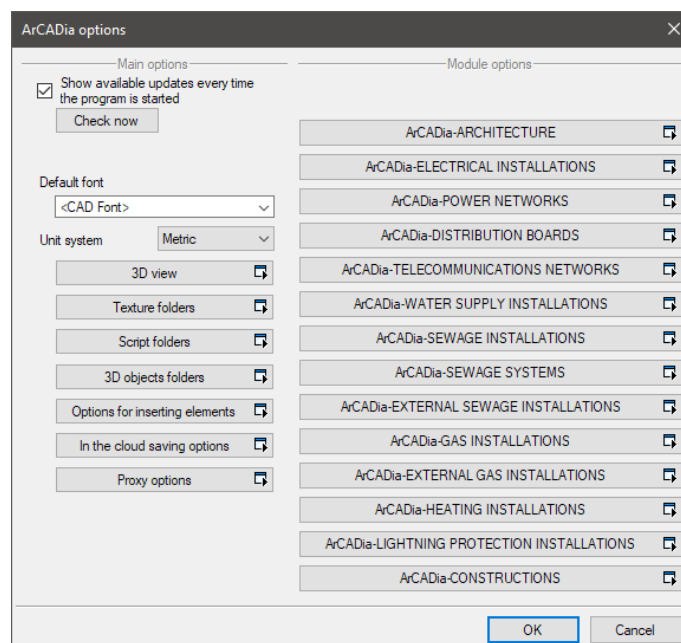 ArCADia options
Main options
Show available updates every time
the program is started
Check now
Default font
<CAD Font>
Unit system
Metric
3D view
Texture folders
Script folders
3D objects folders
Options for inserting elements
In the cloud saving options
Proxy options
Module options
ArCADia-ARCHITECTURE
ArCADia-ELECTRICAL INSTALLATIONS
ArCADia-POWER NETWORKS
ArCADia-DISTRIBUTION BOARDS
ArCADia-TELECOMMUNICATIONS NETWORKS
ArCADia-WATER SUPPLY INSTALLATIONS
ArCADia-SEWAGE INSTALLATIONS
ArCADia-SEWAGE SYSTEMS
ArCADia-EXTERNAL SEWAGE INSTALLATIONS
ArCADia-GAS INSTALLATIONS
ArCADia-EXTERNAL GAS INSTALLATIONS
ArCADia-HEATING INSTALLATIONS
ArCADia-LIGHTNING PROTECTION INSTALLATIONS
ArCADia-CONSTRUCTIONS
OK
Cancel